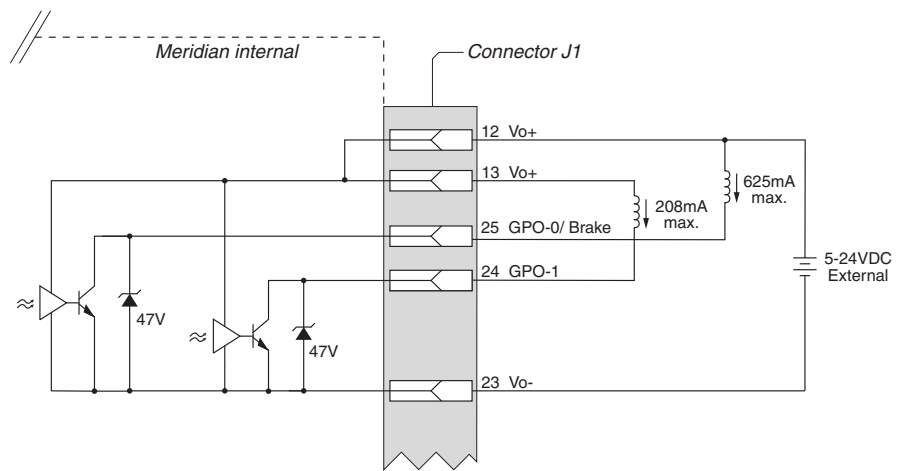 Meridian internal
Connector J1
12 Vo+
13 Vo+
625mA
max.
208mA
max.
25 GPO-0/ Brake
24 GPO-1
5-24VDC
External
47V
47V
23 Vo-